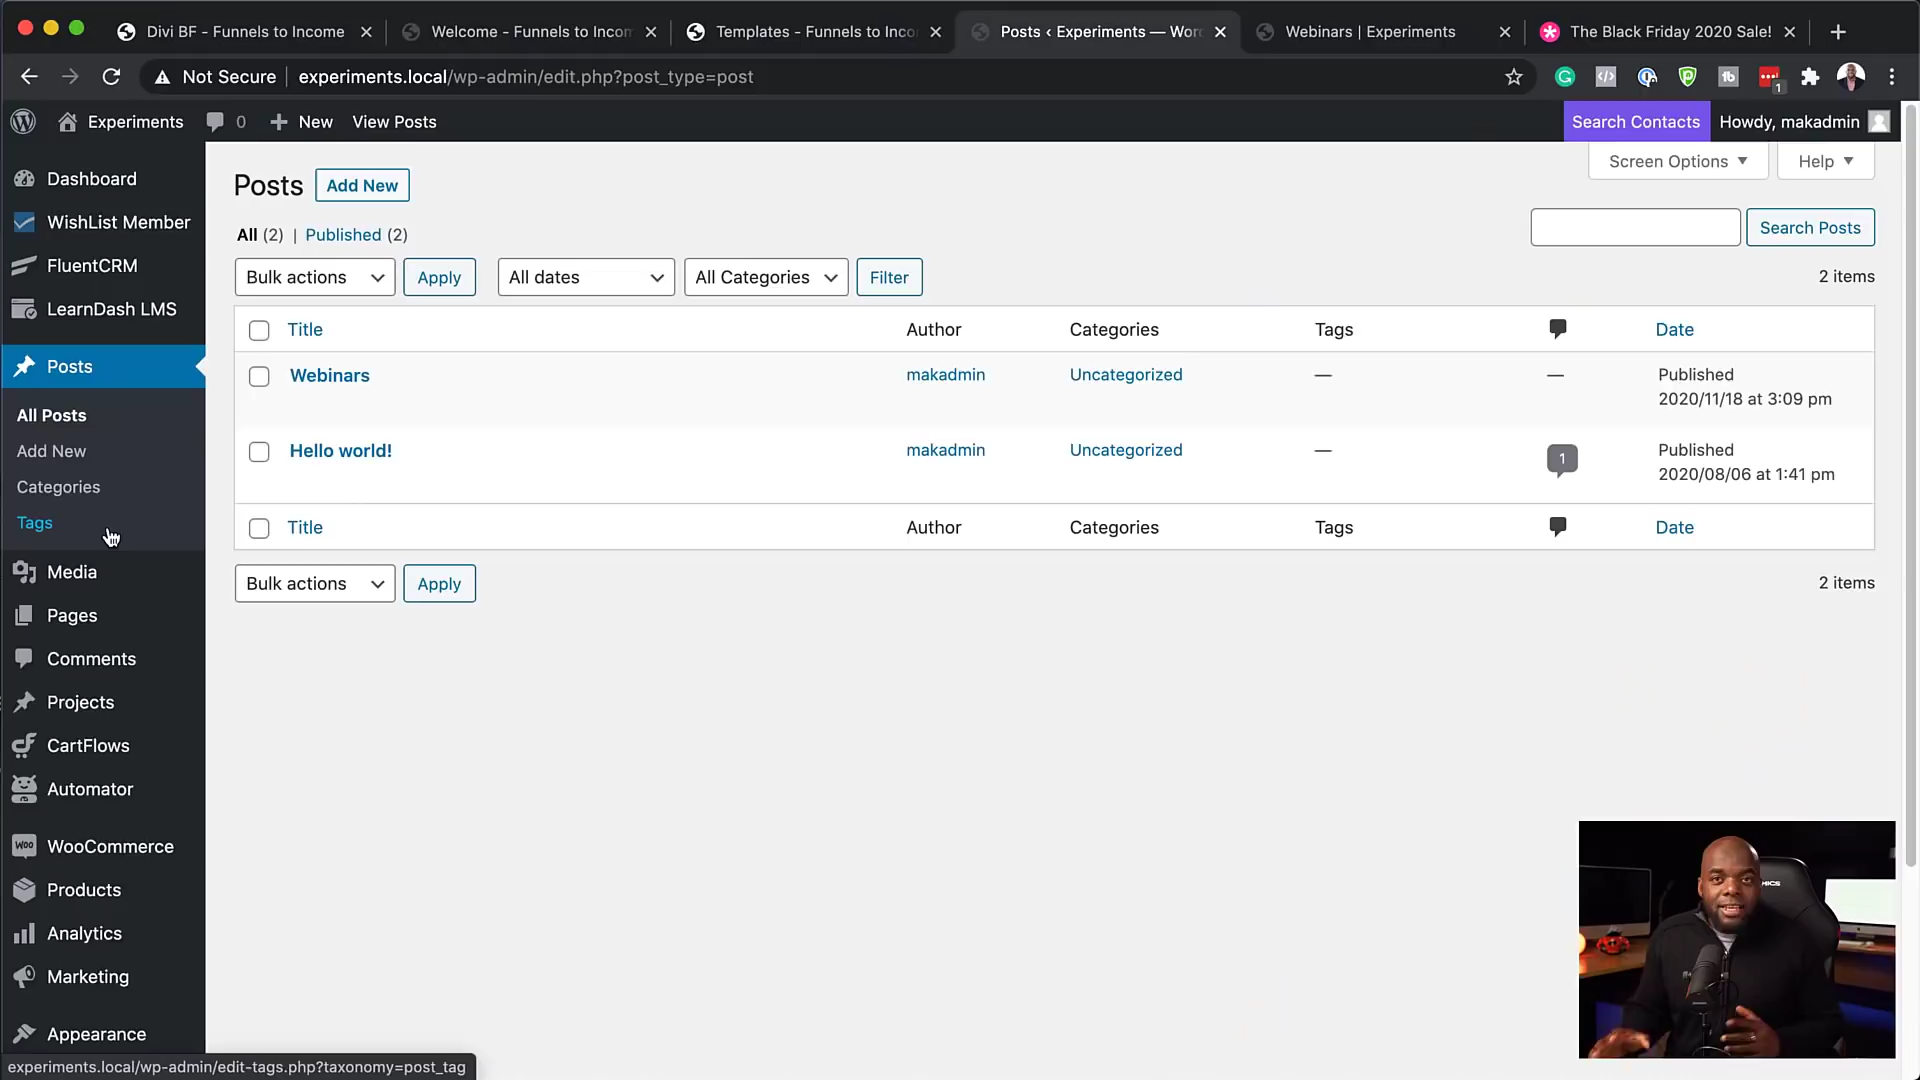 Divi BF - Funnels to Income
Welcome - Funnels to Incom
Templates - Funnels to Inco
Posts ‹ Experiments — Wor
Webinars | Experiments
The Black Friday 2020 Sale!
Not Secure
experiments.local/wp-admin/edit.php?post_type=post
Experiments
0
New
View Posts
Search Contacts
Howdy, makadmin
Dashboard
WishList Member
FluentCRM
LearnDash LMS
Posts
All Posts
Add New
Categories
Tags
Media
Pages
Comments
Projects
CartFlows
Automator
WooCommerce
Products
Analytics
Marketing
Appearance
Screen Options
Help
Posts
Add New
All (2) | Published (2)
Search Posts
Bulk actions
Apply
All dates
All Categories
Filter
2 items
Title
Author
Categories
Tags
Date
Webinars
makadmin
Uncategorized
—
—
Published
2020/11/18 at 3:09 pm
Hello world!
makadmin
Uncategorized
—
1
Published
2020/08/06 at 1:41 pm
Title
Author
Categories
Tags
Date
Bulk actions
Apply
2 items
experiments.local/wp-admin/edit-tags.php?taxonomy=post_tag